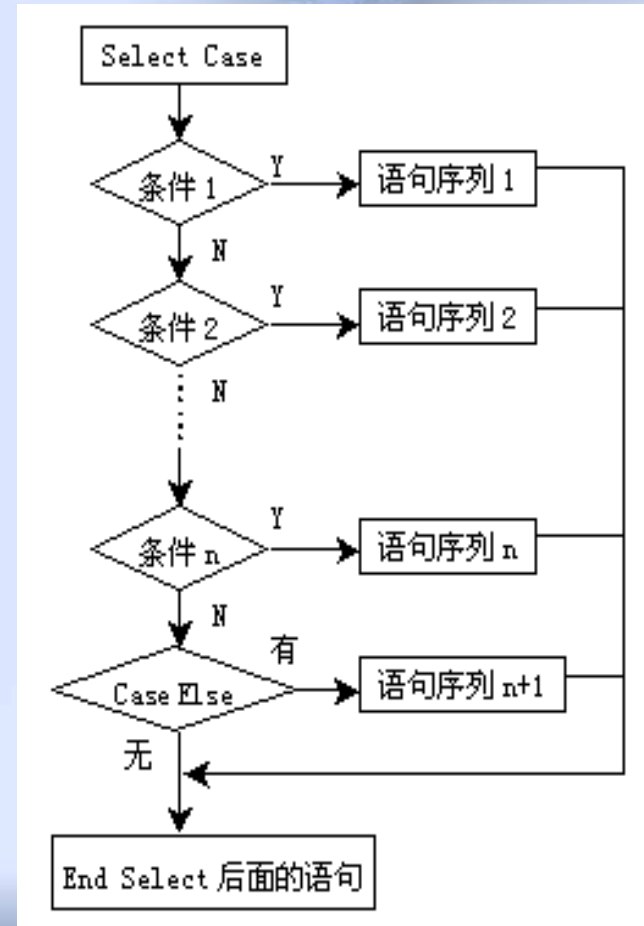 Select Case
条件 1
Y
语句序列 1
N
条件 2
Y
语句序列 2
N
条件 n
Y
语句序列 n
N
Case Else
有
语句序列 n+1
无
End Select 后面的语句